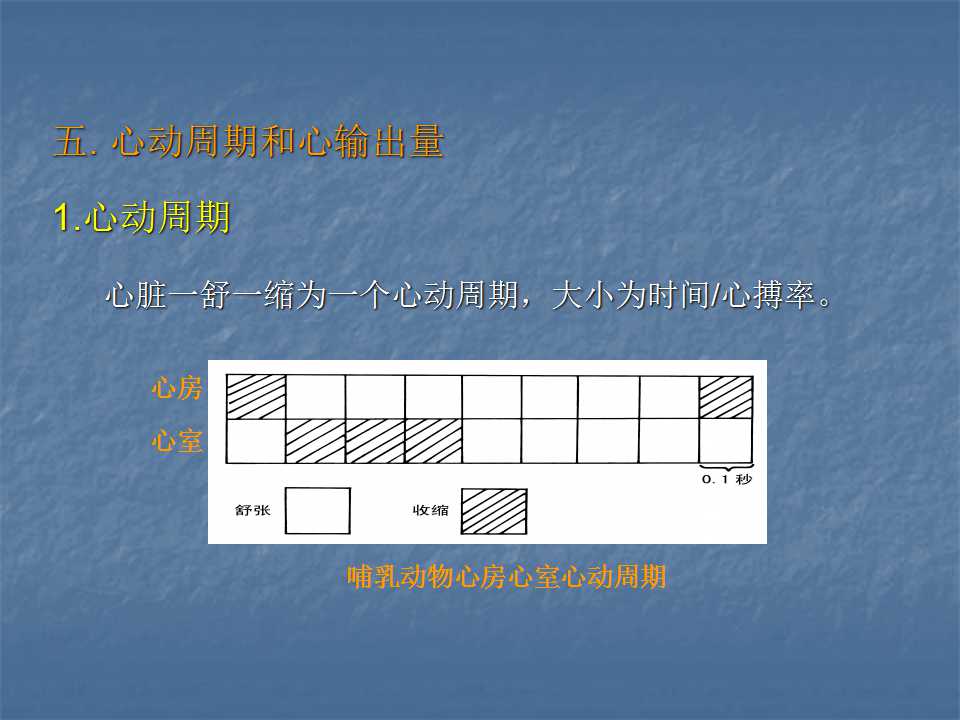 五. 心动周期和心输出量
1.心动周期
心脏一舒一缩为一个心动周期，大小为时间/心搏率。
心房
心室
0.1 秒
舒张
收缩
哺乳动物心房心室心动周期